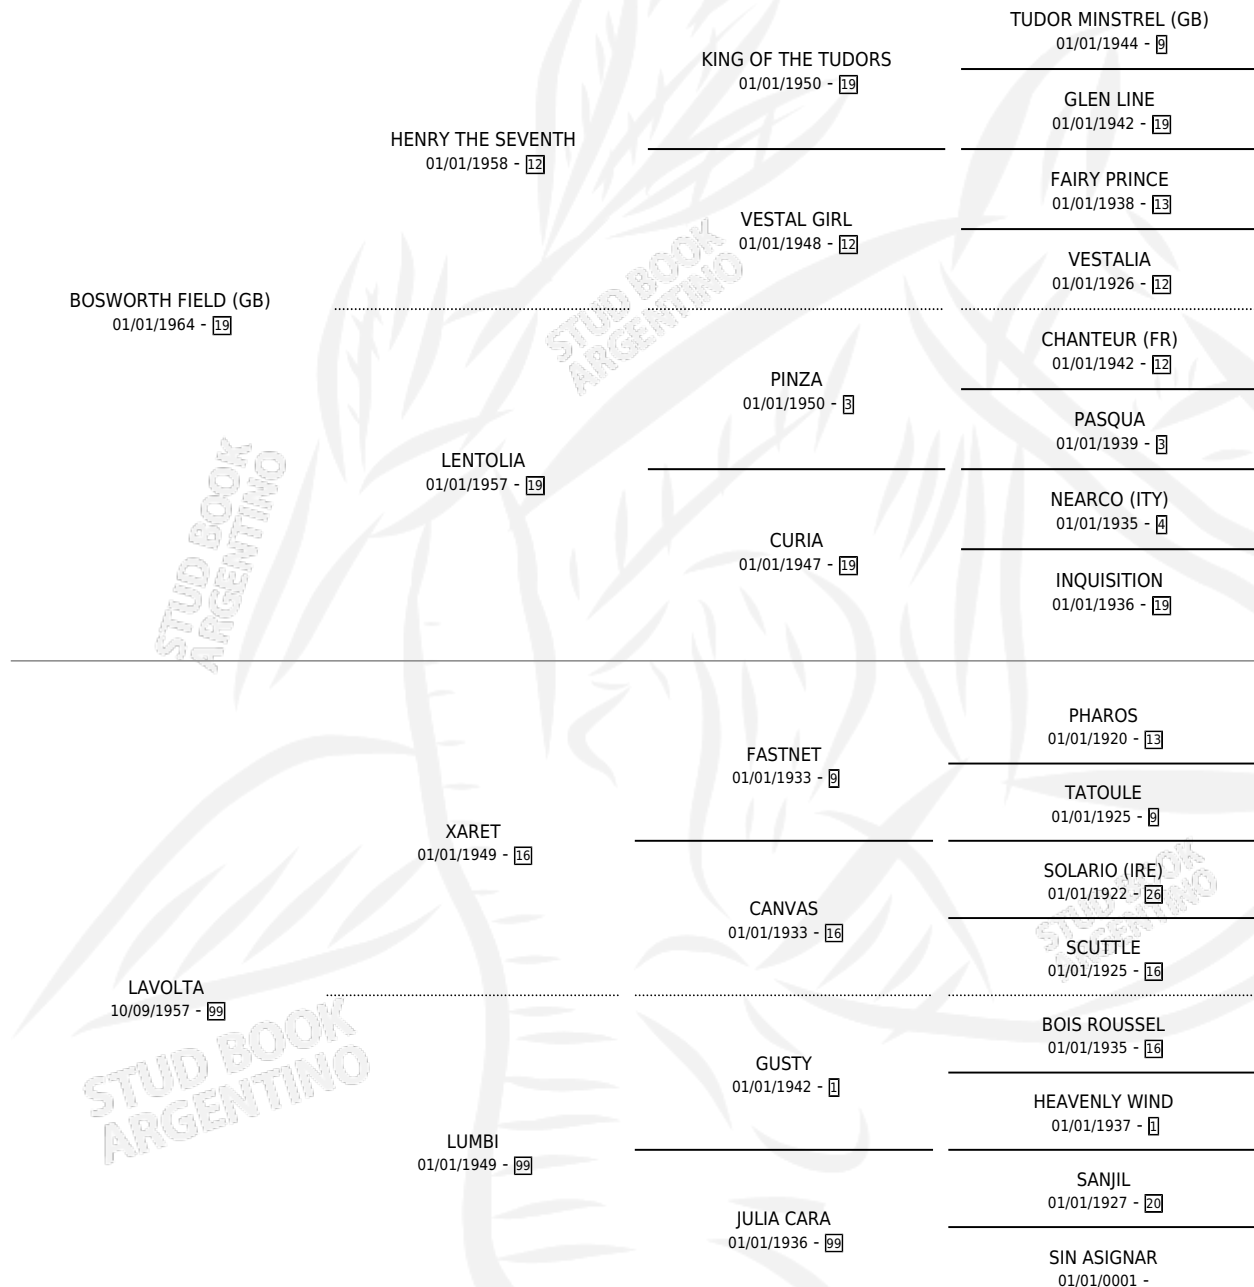 TUDOR MINSTREL (GB)
01/01/1944 - 9
KING OF THE TUDORS
01/01/1950 - 19
GLEN LINE
01/01/1942 - 19
HENRY THE SEVENTH
01/01/1958 - 12
FAIRY PRINCE
01/01/1938 - 13
VESTAL GIRL
01/01/1948 - 12
VESTALIA
01/01/1926 - 12
BOSWORTH FIELD (GB)
01/01/1964 - 19
STUD BOOK
ARGENTINO
CHANTEUR (FR)
01/01/1942 - 12
PINZA
01/01/1950 - 3
PASQUA
01/01/1939 - 3
LENTOLIA
01/01/1957 - 19
NEARCO (ITY)
01/01/1935 - 4
CURIA
01/01/1947 - 19
INQUISITION
01/01/1936 - 19
STUD BOOK
ARGENTINO
PHAROS
01/01/1920 - 13
FASTNET
01/01/1933 - 9
TATOULE
01/01/1925 - 9
XARET
01/01/1949 - 16
SOLARIO (IRE)
01/01/1922 - 26
CANVAS
01/01/1933 - 16
STUD BOOK
ARGENTINO
SCUTTLE
01/01/1925 - 16
LAVOLTA
10/09/1957 - 99
STUD BOOK
ARGENTINO
BOIS ROUSSEL
01/01/1935 - 16
GUSTY
01/01/1942 - 1
HEAVENLY WIND
01/01/1937 - 1
LUMBI
01/01/1949 - 99
SANJIL
01/01/1927 - 20
JULIA CARA
01/01/1936 - 99
SIN ASIGNAR
01/01/0001 -